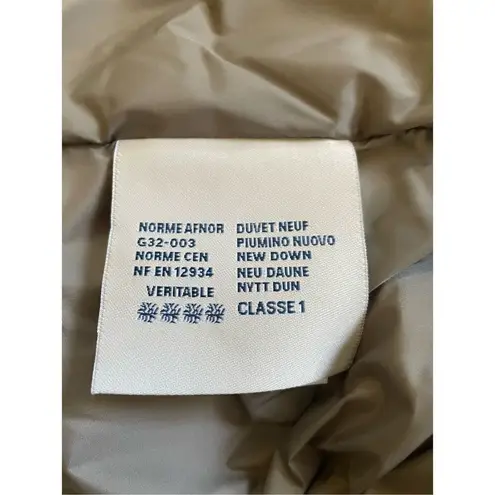 NORME AFNOR
G32-003
NORME CEN
NF EN 12934
VERITABLE
DUVET NEUF
PIUMINO NUOVO
NEW DOWN
NEU DAUNE
NYTT DUN
CLASSE 1